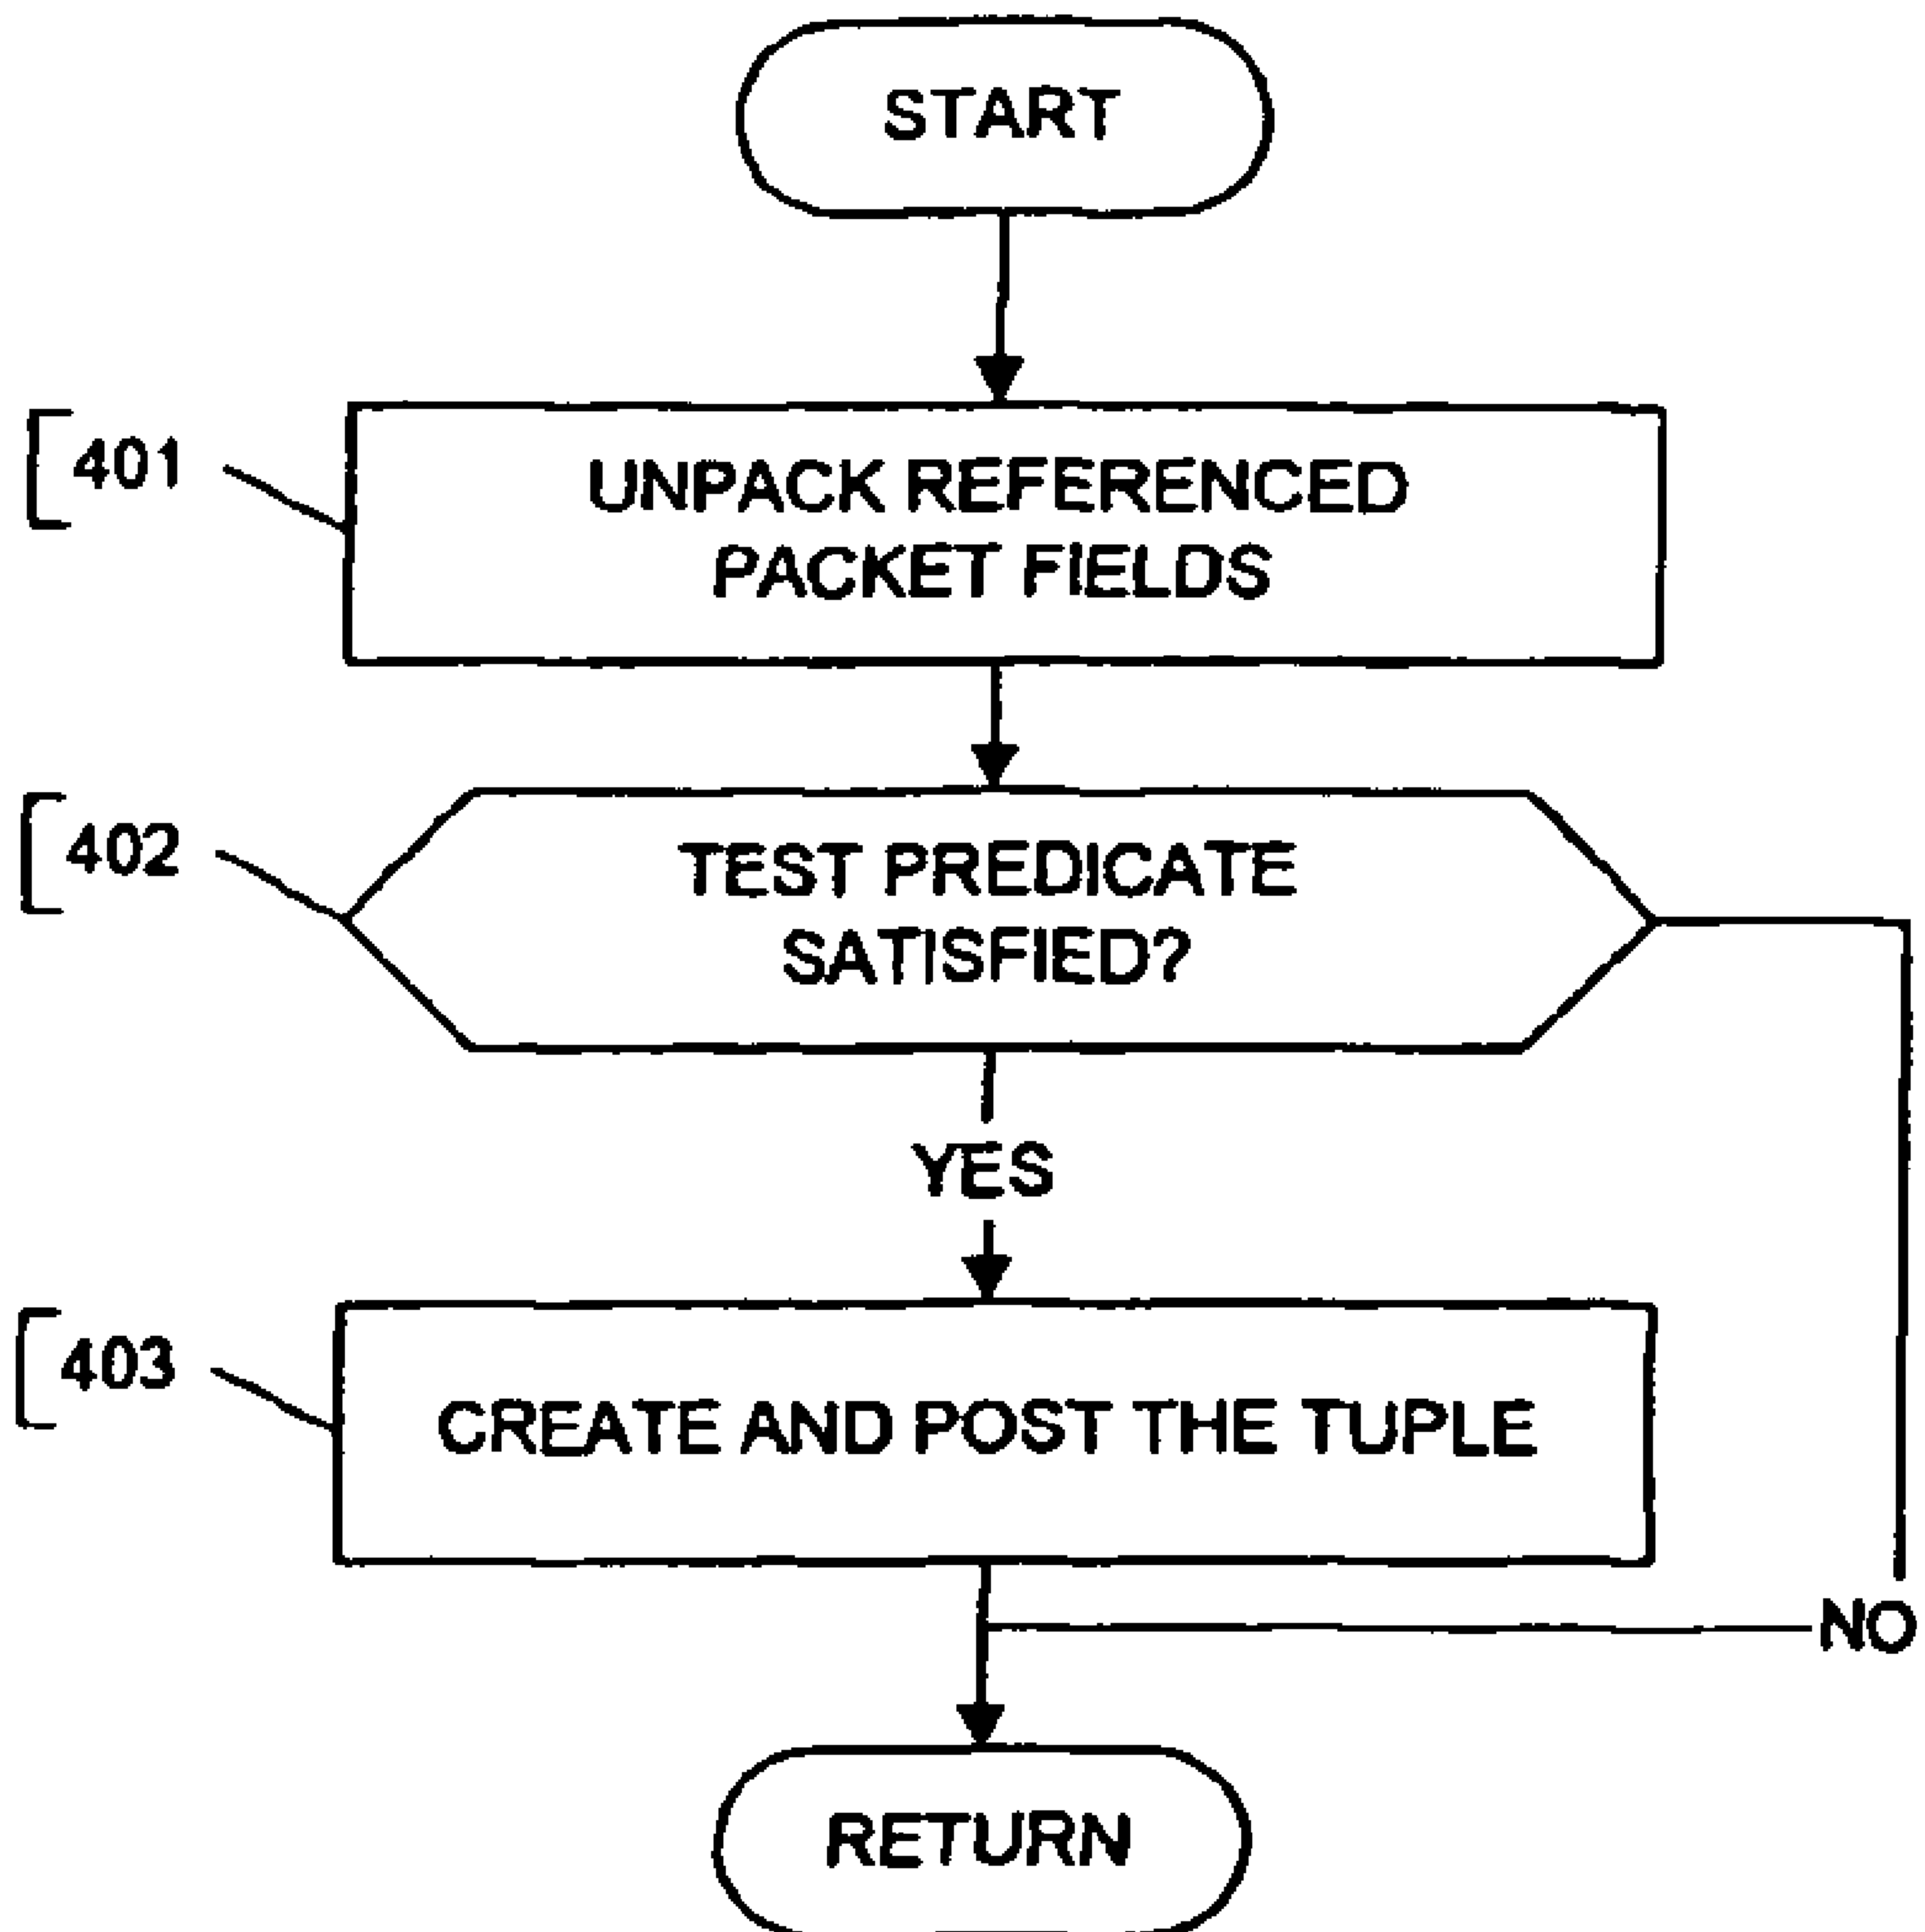 START
401
UNPACK REFERENCED
PACKET FIELDS
402
TEST PREDICATE
SATISFIED?
YES
403
CREATE AND POST THE TUPLE
NO
RETURN